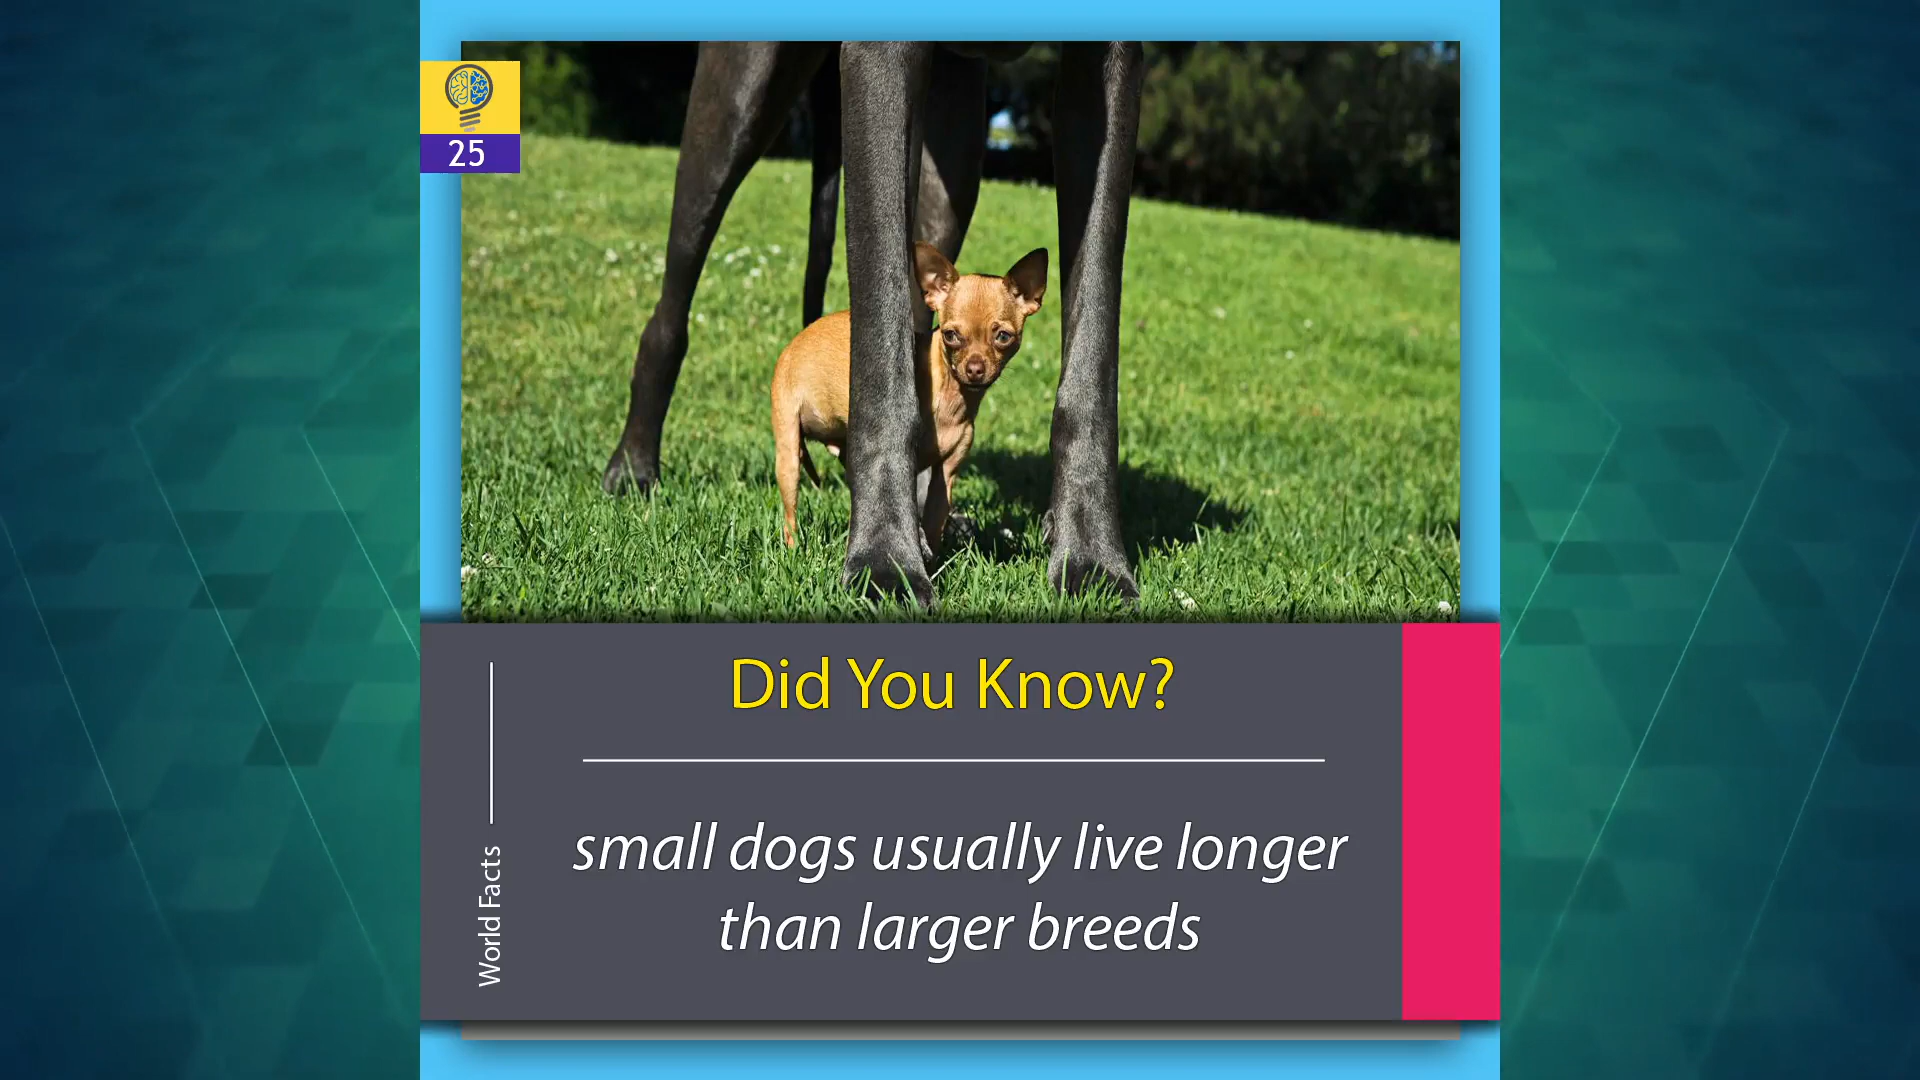 25
Did You Know?
small dogs usually live longer
than larger breeds
World Facts